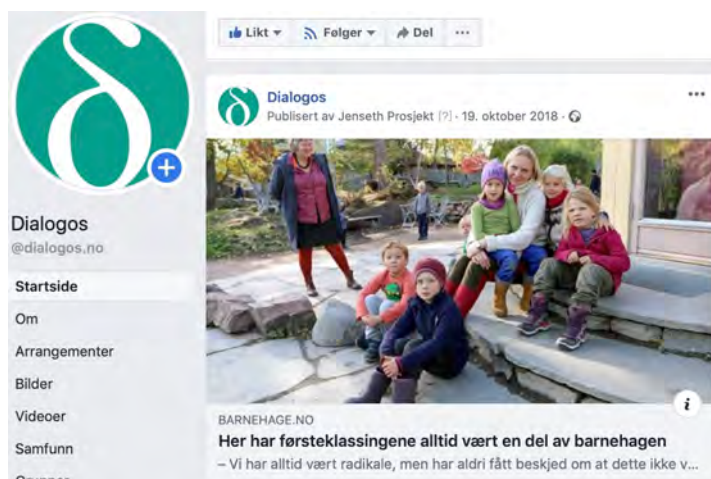 Likt Følger Del ...
Dialogos
Publisert av Jenseth Prosjekt [?] · 19. oktober 2018 ·
Dialogos
@dialogos.no
Startside
Om
Arrangementer
Bilder
Videoer
Samfunn
BARNEHAGE.NO
Her har førsteklassingene alltid vært en del av barnehagen
– Vi har alltid vært radikale, men har aldri fått beskjed om at dette ikke v...